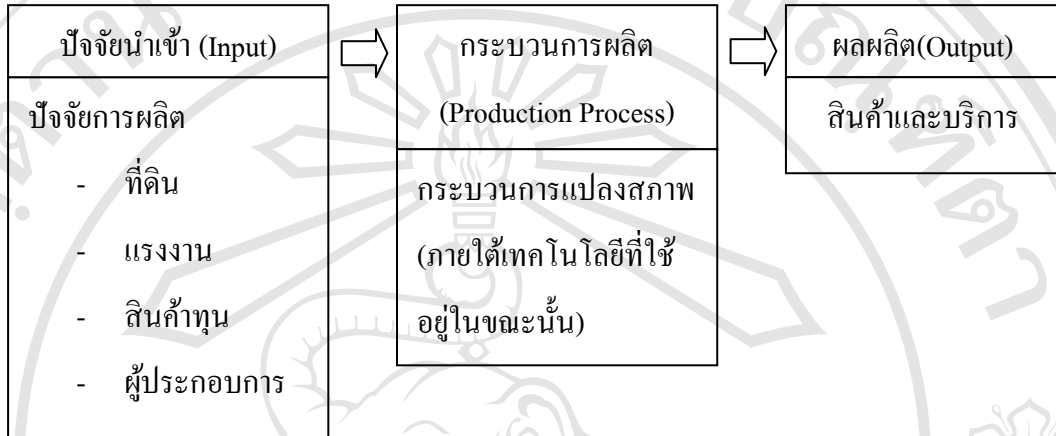 ปัจจัยนำเข้า (Input)
ปัจจัยการผลิต
- ที่ดิน
- แรงงาน
- สินค้าทุน
- ผู้ประกอบการ
กระบวนการผลิต
(Production Process)
กระบวนการแปลงสภาพ
(ภายใต้เทคโนโลยีที่ใช้
อยู่ในขณะนั้น)
ผลผลิต(Output)
สินค้าและบริการ